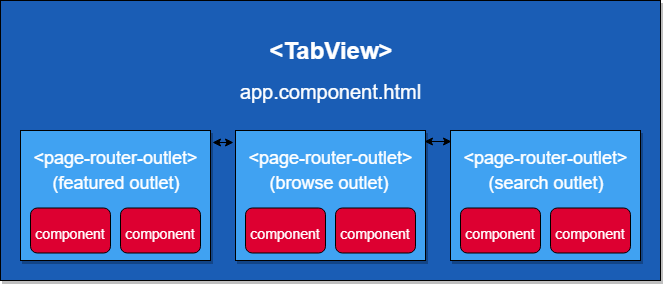 <TabView>
app.component.html
<page-router-outlet>
(featured outlet)
component component
<page-router-outlet>
(browse outlet)
component component
<page-router-outlet>
(search outlet)
component component